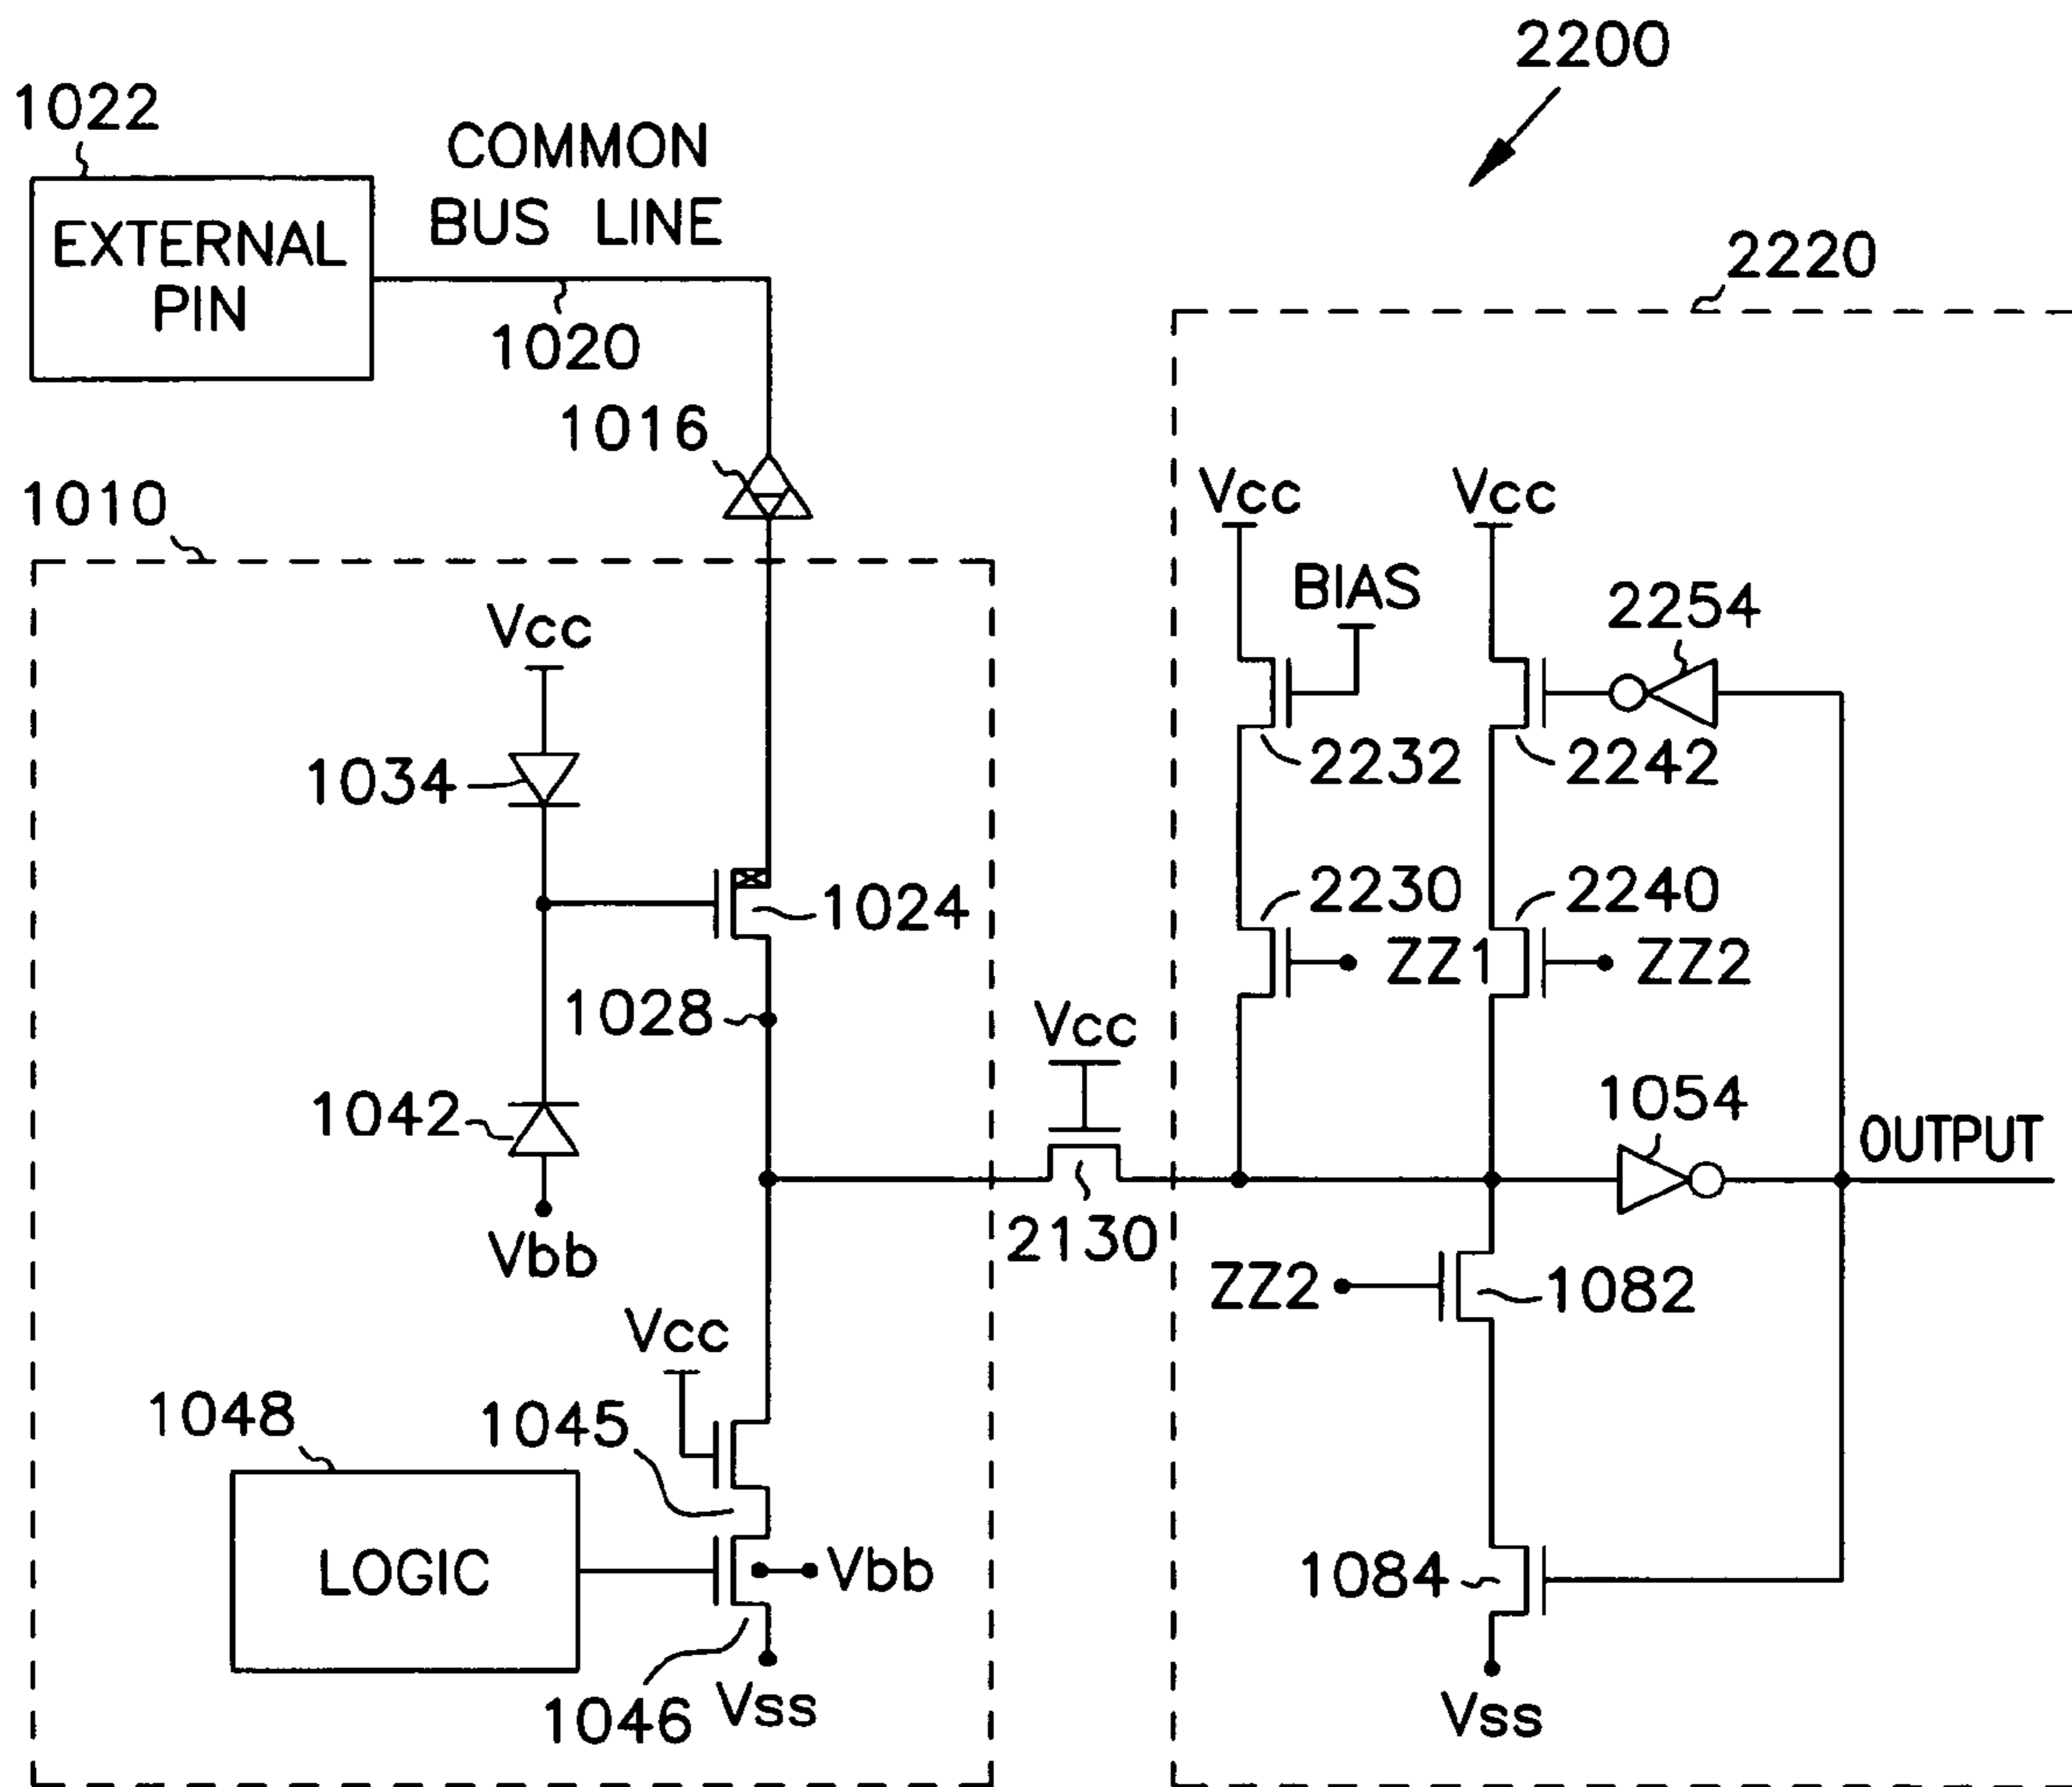 2200
1022
COMMON
BUS LINE
EXTERNAL
PIN
2220
1020
1016
1010
Vcc
Vcc
BIAS
2254
Vcc
1034
2232
2242
2230
2240
1024
ZZ1
ZZ2
1028
Vcc
1042
1054
OUTPUT
2130
Vbb
ZZ2
1082
Vcc
1048
1045
LOGIC
Vbb
1084
1046
Vss
Vss